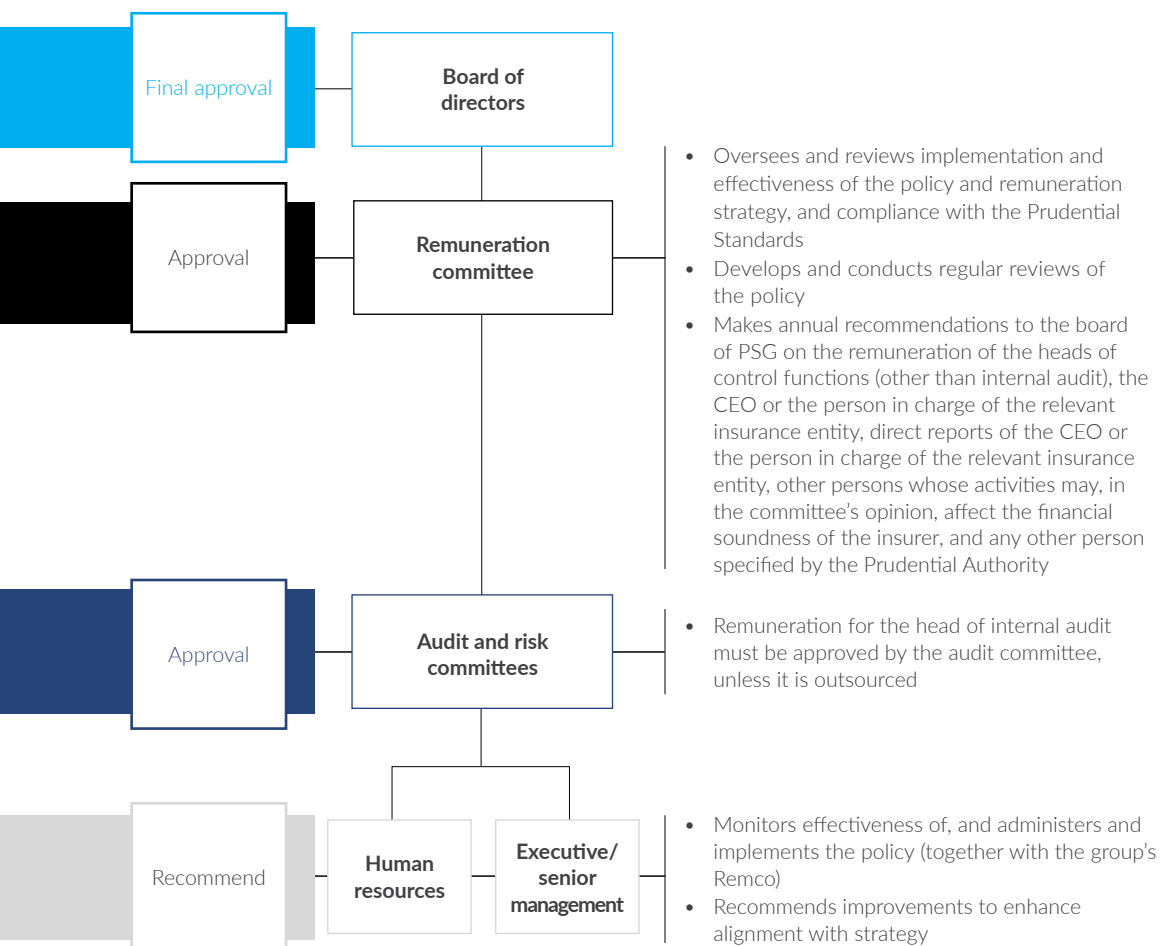 Final approval
Board of
directors
Approval
Remuneration
committee
• Oversees and reviews implementation and
effectiveness of the policy and remuneration
strategy, and compliance with the Prudential
Standards
• Develops and conducts regular reviews of
the policy
• Makes annual recommendations to the board
of PSG on the remuneration of the heads of
control functions (other than internal audit), the
CEO or the person in charge of the relevant
insurance entity, direct reports of the CEO or
the person in charge of the relevant insurance
entity, other persons whose activities may, in
the committee's opinion, affect the financial
soundness of the insurer, and any other person
specified by the Prudential Authority
Approval
Audit and risk
committees
• Remuneration for the head of internal audit
must be approved by the audit committee,
unless it is outsourced
Recommend
Human
resources
Executive/
senior
management
• Monitors effectiveness of, and administers and
implements the policy (together with the group's
Remco)
• Recommends improvements to enhance
alignment with strategy